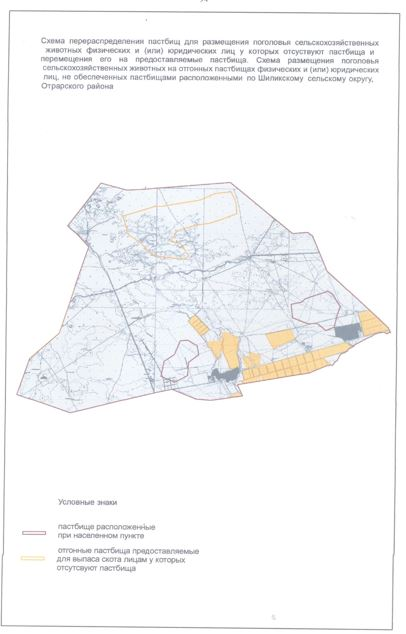 Схема перераспределения пастбищ для размещения поголовья сельскохозяйственных
животных физических и (или) юридических лиц у которых отсуствуют пастбища и
перемещения его на предоставляемые пастбища. Схема размещения поголовья
сельскохозяйственных животных на отгонных пастбищах физических и (или) юридических
лиц, не обеспеченных пастбищами расположенными по Шиликскому сельскому округу,
Отрарского района
Условные знаки
пастбище расположенные
при населенном пункте
отгонные пастбища предоставляемые
для выпаса скота лицам у которых
отсутсвуют пастбища